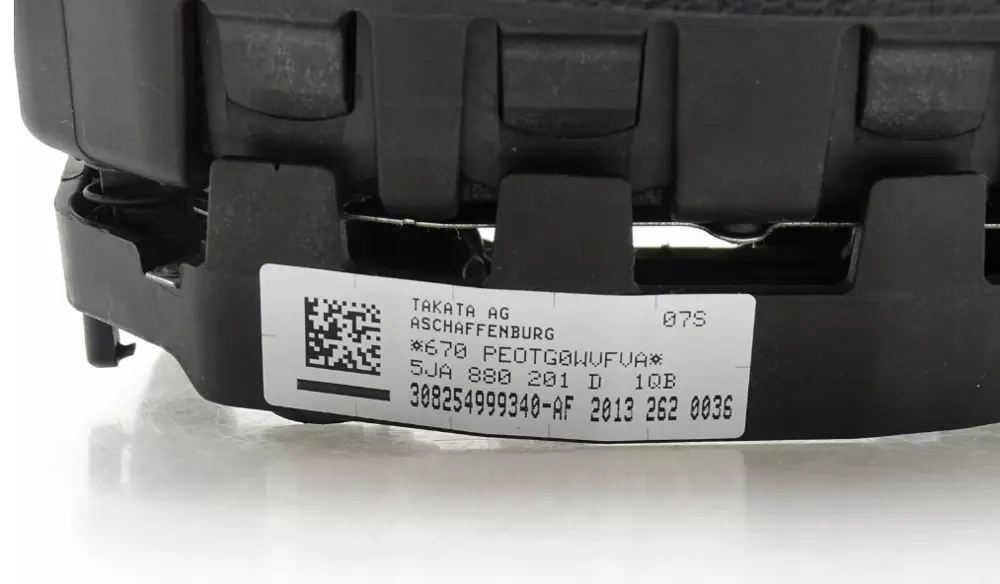 TAKATA AG 07S
ASCHAFFENBURG
*670 PEOTG0WVFVA*
5JA 880 201 D 1QB
308254999340-AF 2013 262 0036